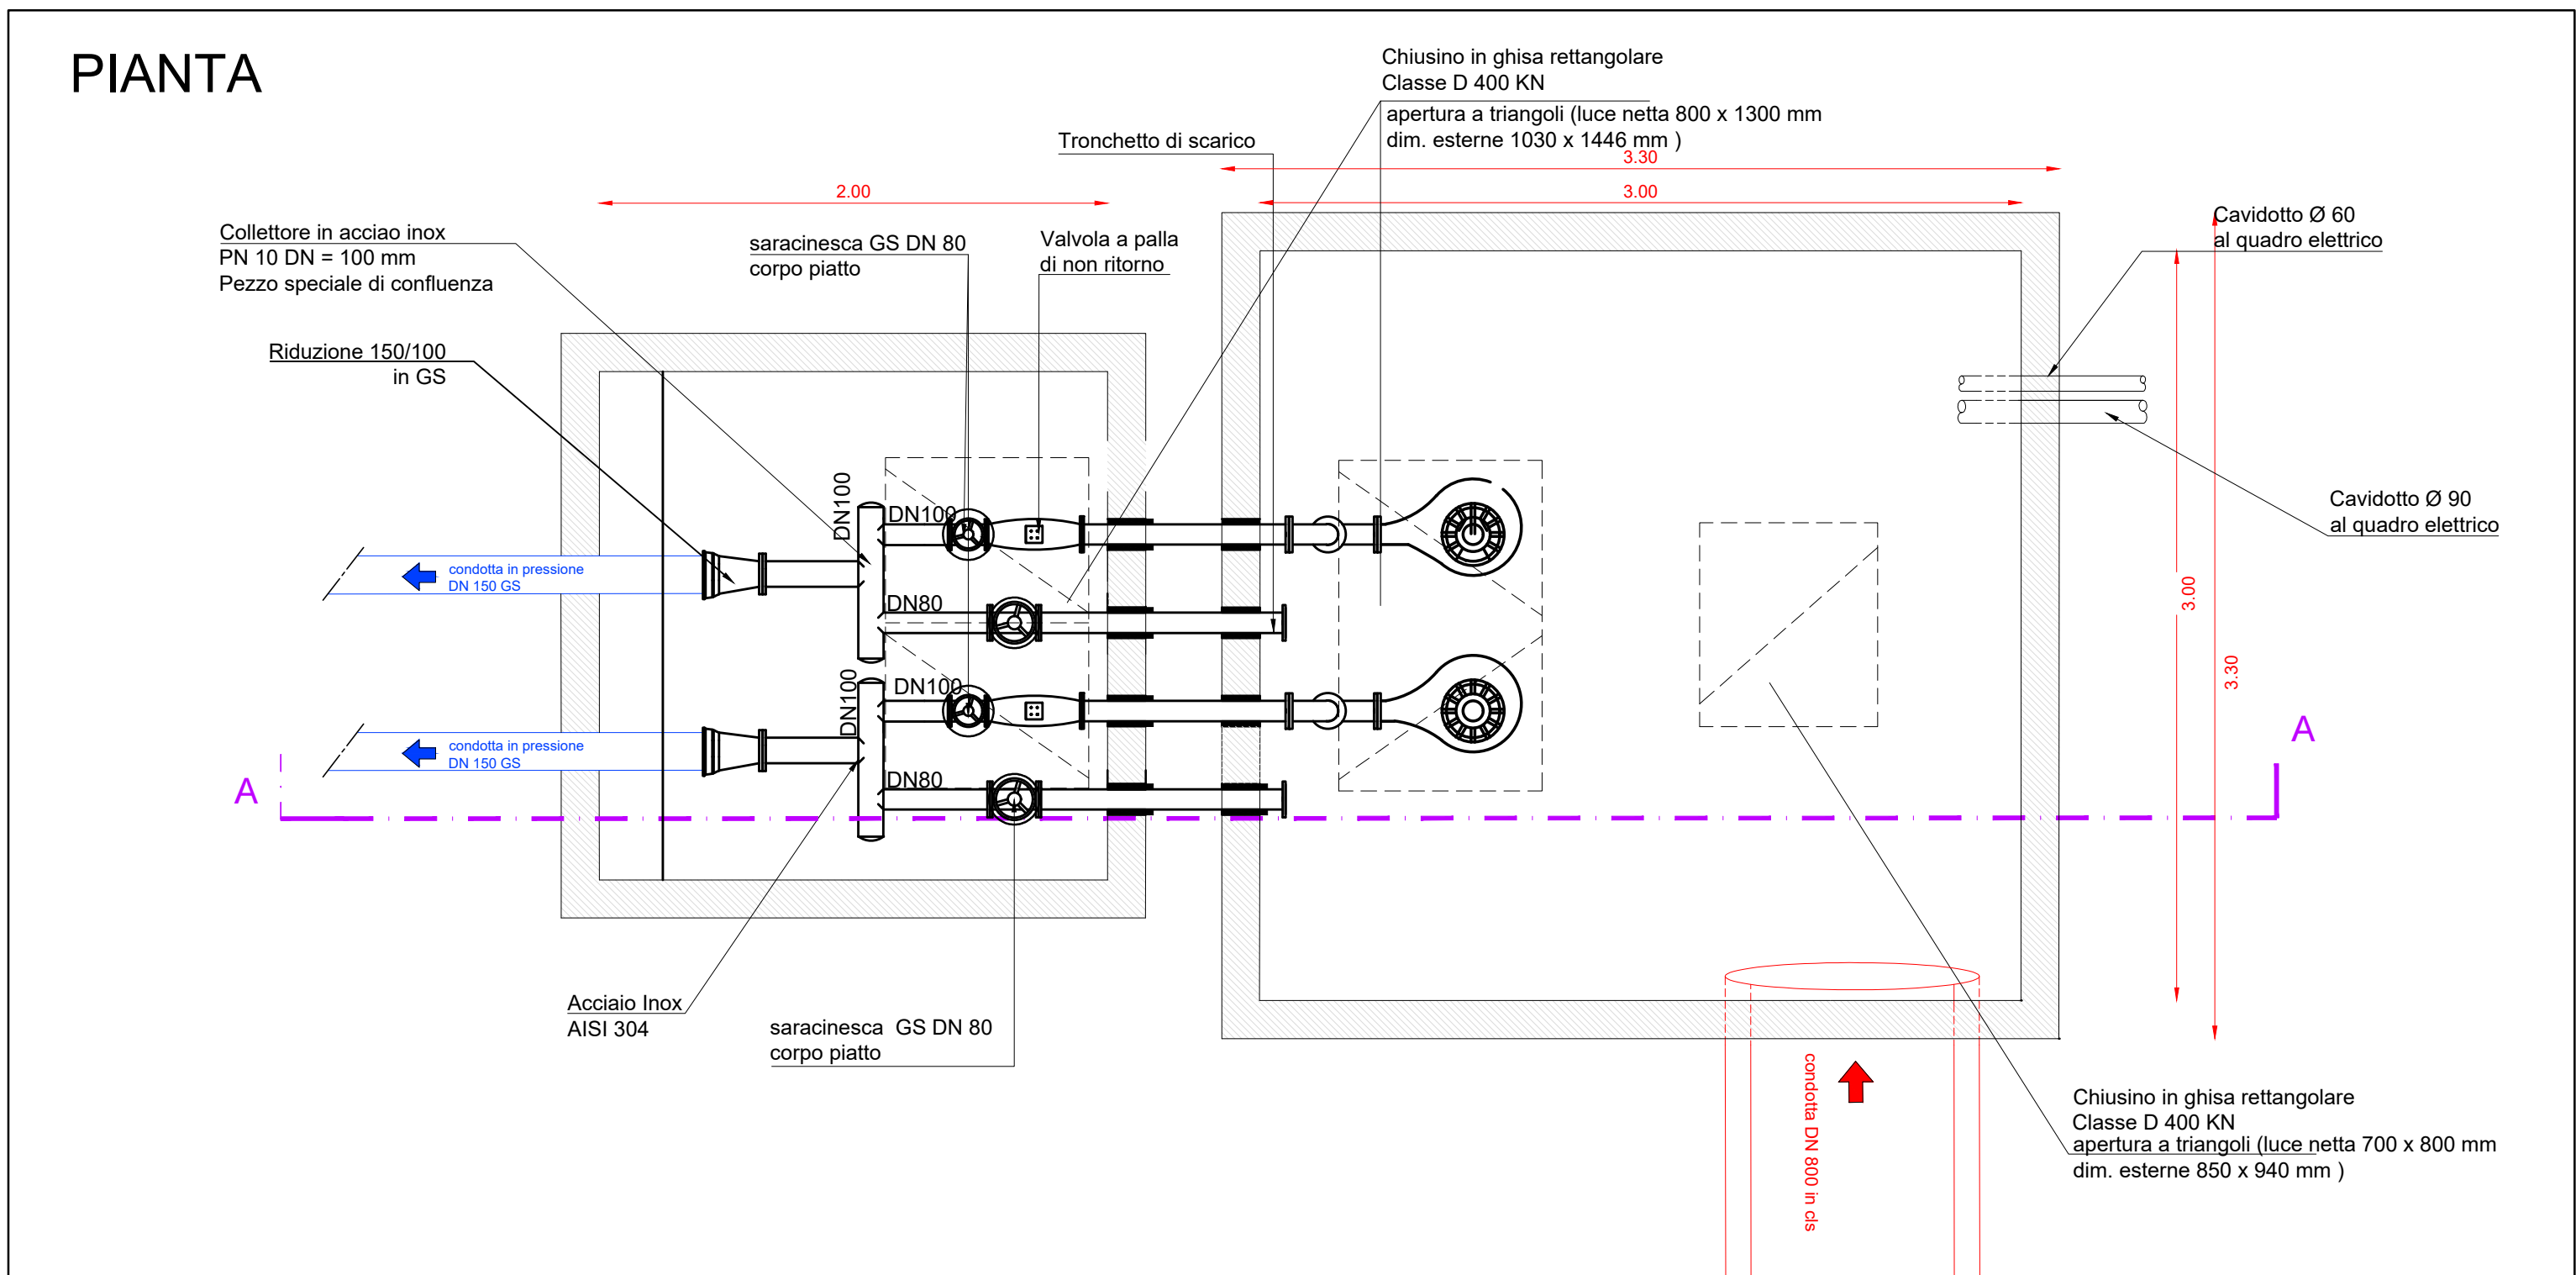 PIANTA
Chiusino in ghisa rettangolare
Classe D 400 KN
apertura a triangoli (luce netta 800 x 1300 mm
dim. esterne 1030 x 1446 mm )
Tronchetto di scarico
3.30
2.00
3.00
Cavidotto Ø 60
al quadro elettrico
Collettore in acciao inox
PN 10 DN = 100 mm
Pezzo speciale di confluenza
saracinesca GS DN 80
corpo piatto
Valvola a palla
di non ritorno
Riduzione 150/100
in GS
Cavidotto Ø 90
al quadro elettrico
DN100
DN100
condotta in pressione
DN 150 GS
DN80
3.00
3.30
DN100
DN100
condotta in pressione
DN 150 GS
DN80
A
A
Acciaio Inox
AISI 304
saracinesca GS DN 80
corpo piatto
condotta DN 800 in cls
Chiusino in ghisa rettangolare
Classe D 400 KN
apertura a triangoli (luce netta 700 x 800 mm
dim. esterne 850 x 940 mm )